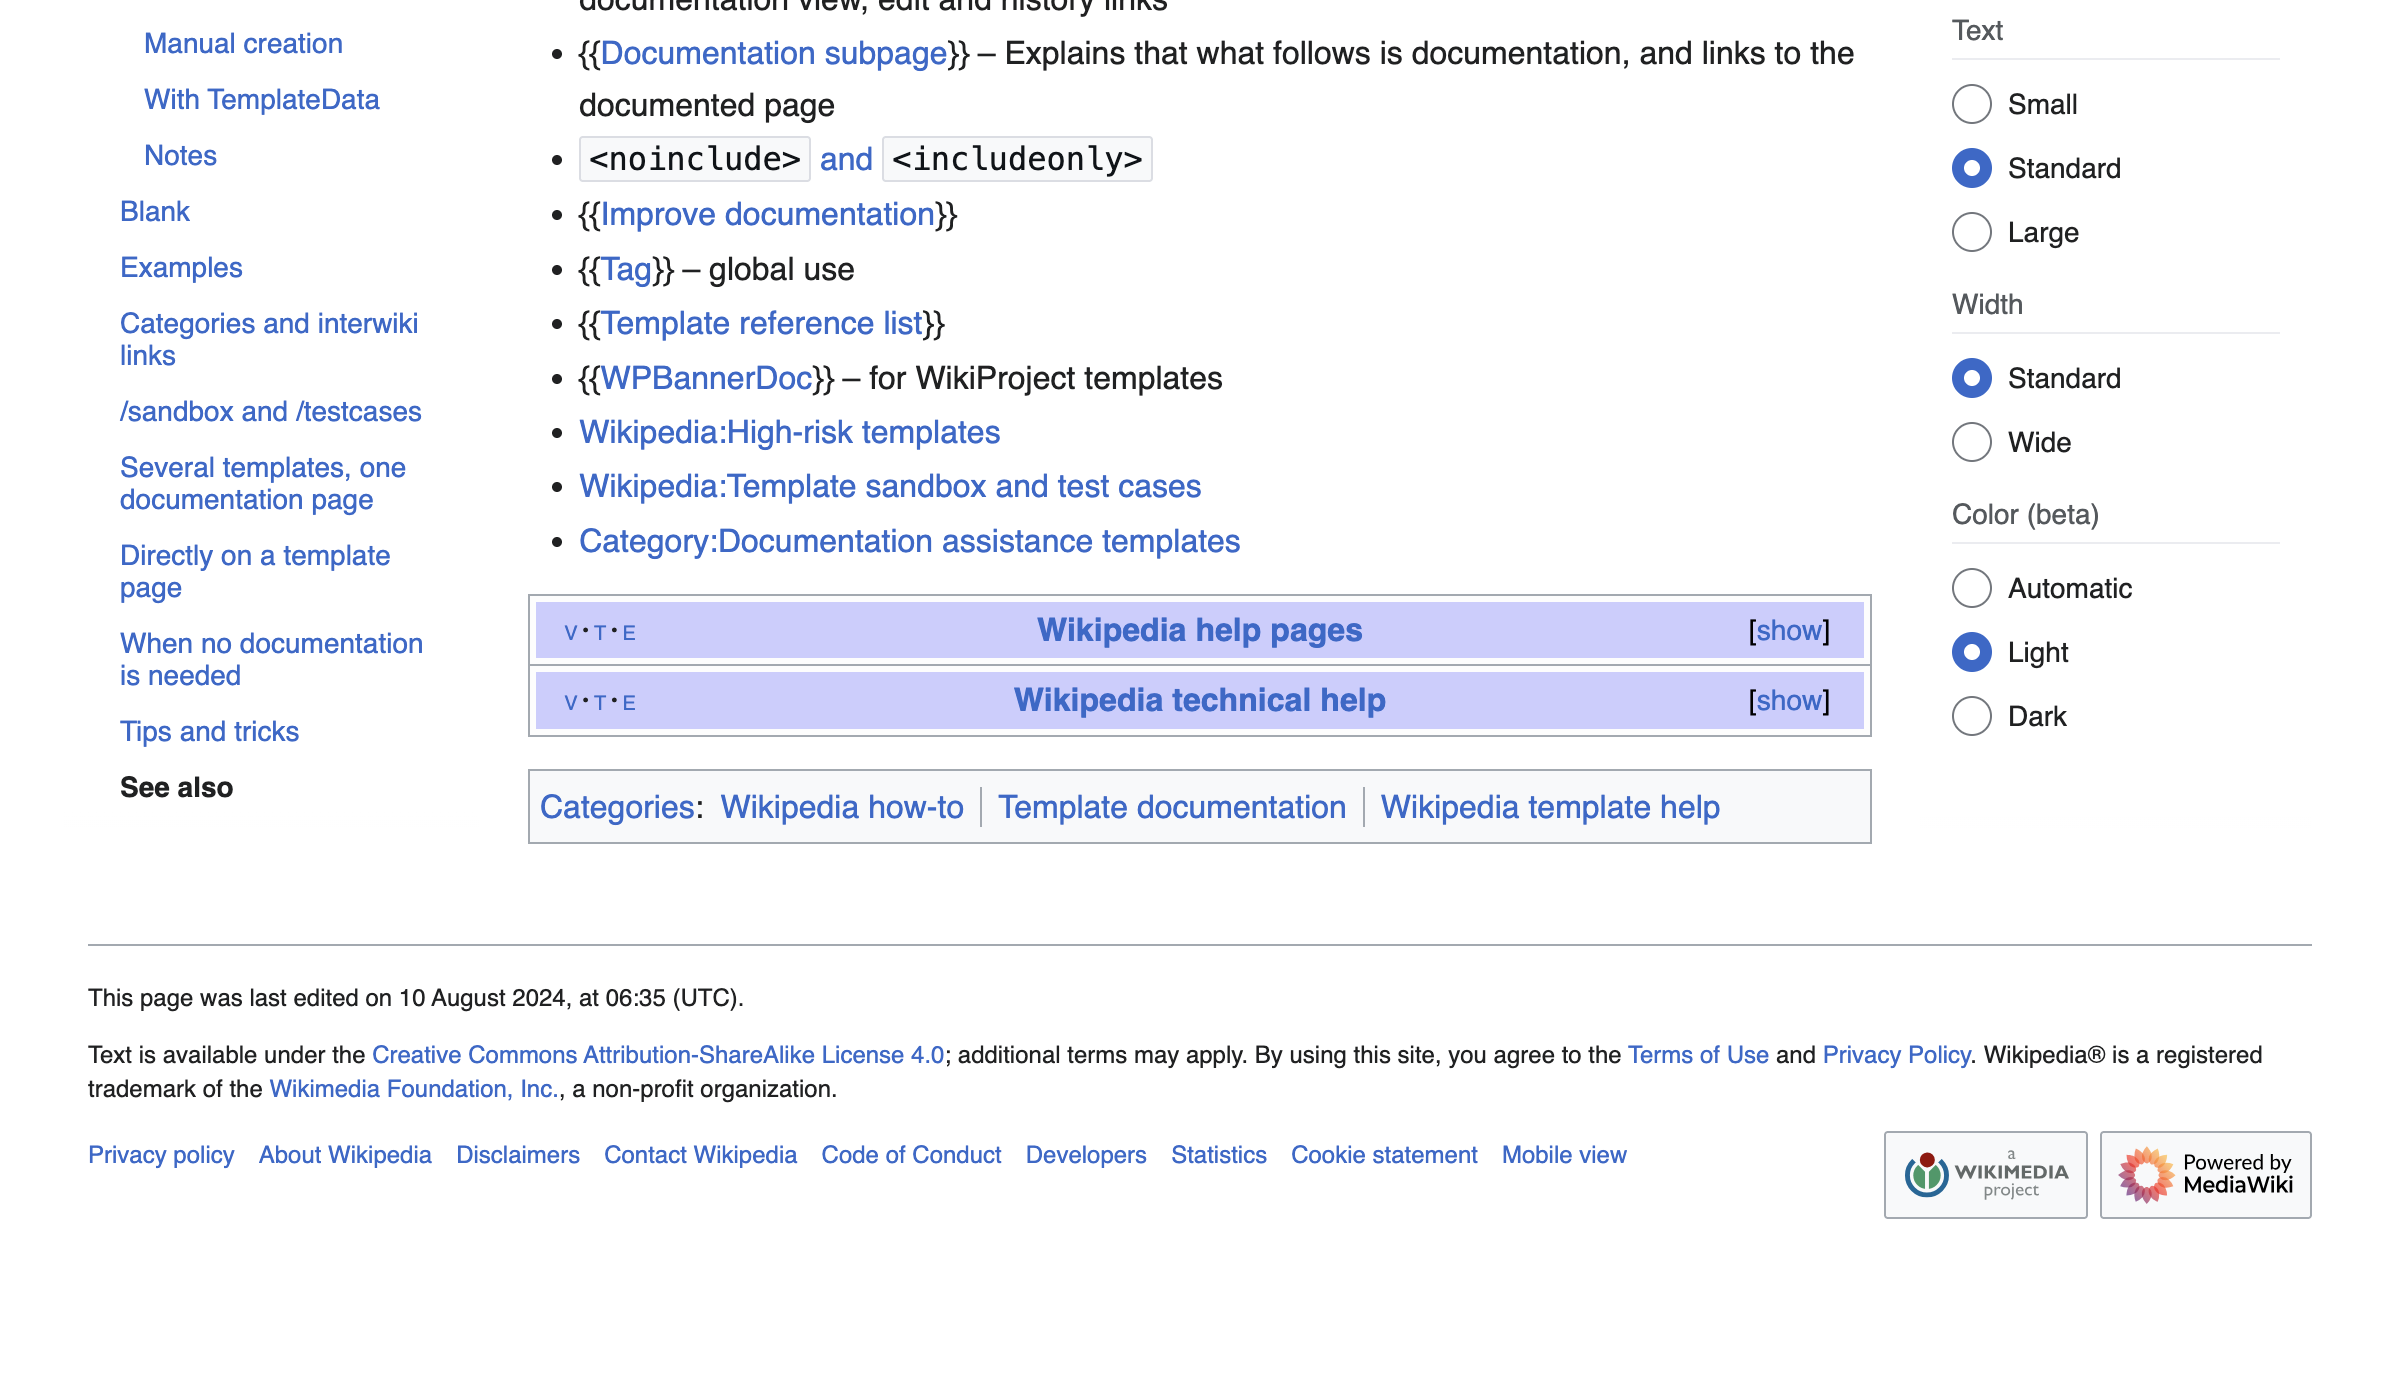 Manual creation
With TemplateData
Notes
Blank
Examples
Categories and interwiki
links
/sandbox and /testcases
Several templates, one
documentation page
Directly on a template
page
When no documentation
is needed
Tips and tricks
See also
documentation view, edit and history links
• {{Documentation subpage}} – Explains that what follows is documentation, and links to the
documented page
• <noinclude> and <includeonly>
• {{Improve documentation}}
• {{Tag}} – global use
• {{Template reference list}}
• {{WPBannerDoc}} – for WikiProject templates
• Wikipedia:High-risk templates
• Wikipedia:Template sandbox and test cases
• Category:Documentation assistance templates
V · T · E Wikipedia help pages [show]
V · T · E Wikipedia technical help [show]
Categories: Wikipedia how-to | Template documentation | Wikipedia template help
Text
Small
Standard
Large
Width
Standard
Wide
Color (beta)
Automatic
Light
Dark
This page was last edited on 10 August 2024, at 06:35 (UTC).
Text is available under the Creative Commons Attribution-ShareAlike License 4.0; additional terms may apply. By using this site, you agree to the Terms of Use and Privacy Policy. Wikipedia® is a registered
trademark of the Wikimedia Foundation, Inc., a non-profit organization.
Privacy policy About Wikipedia Disclaimers Contact Wikipedia Code of Conduct Developers Statistics Cookie statement Mobile view
a
WIKIMEDIA
project
Powered by
MediaWiki